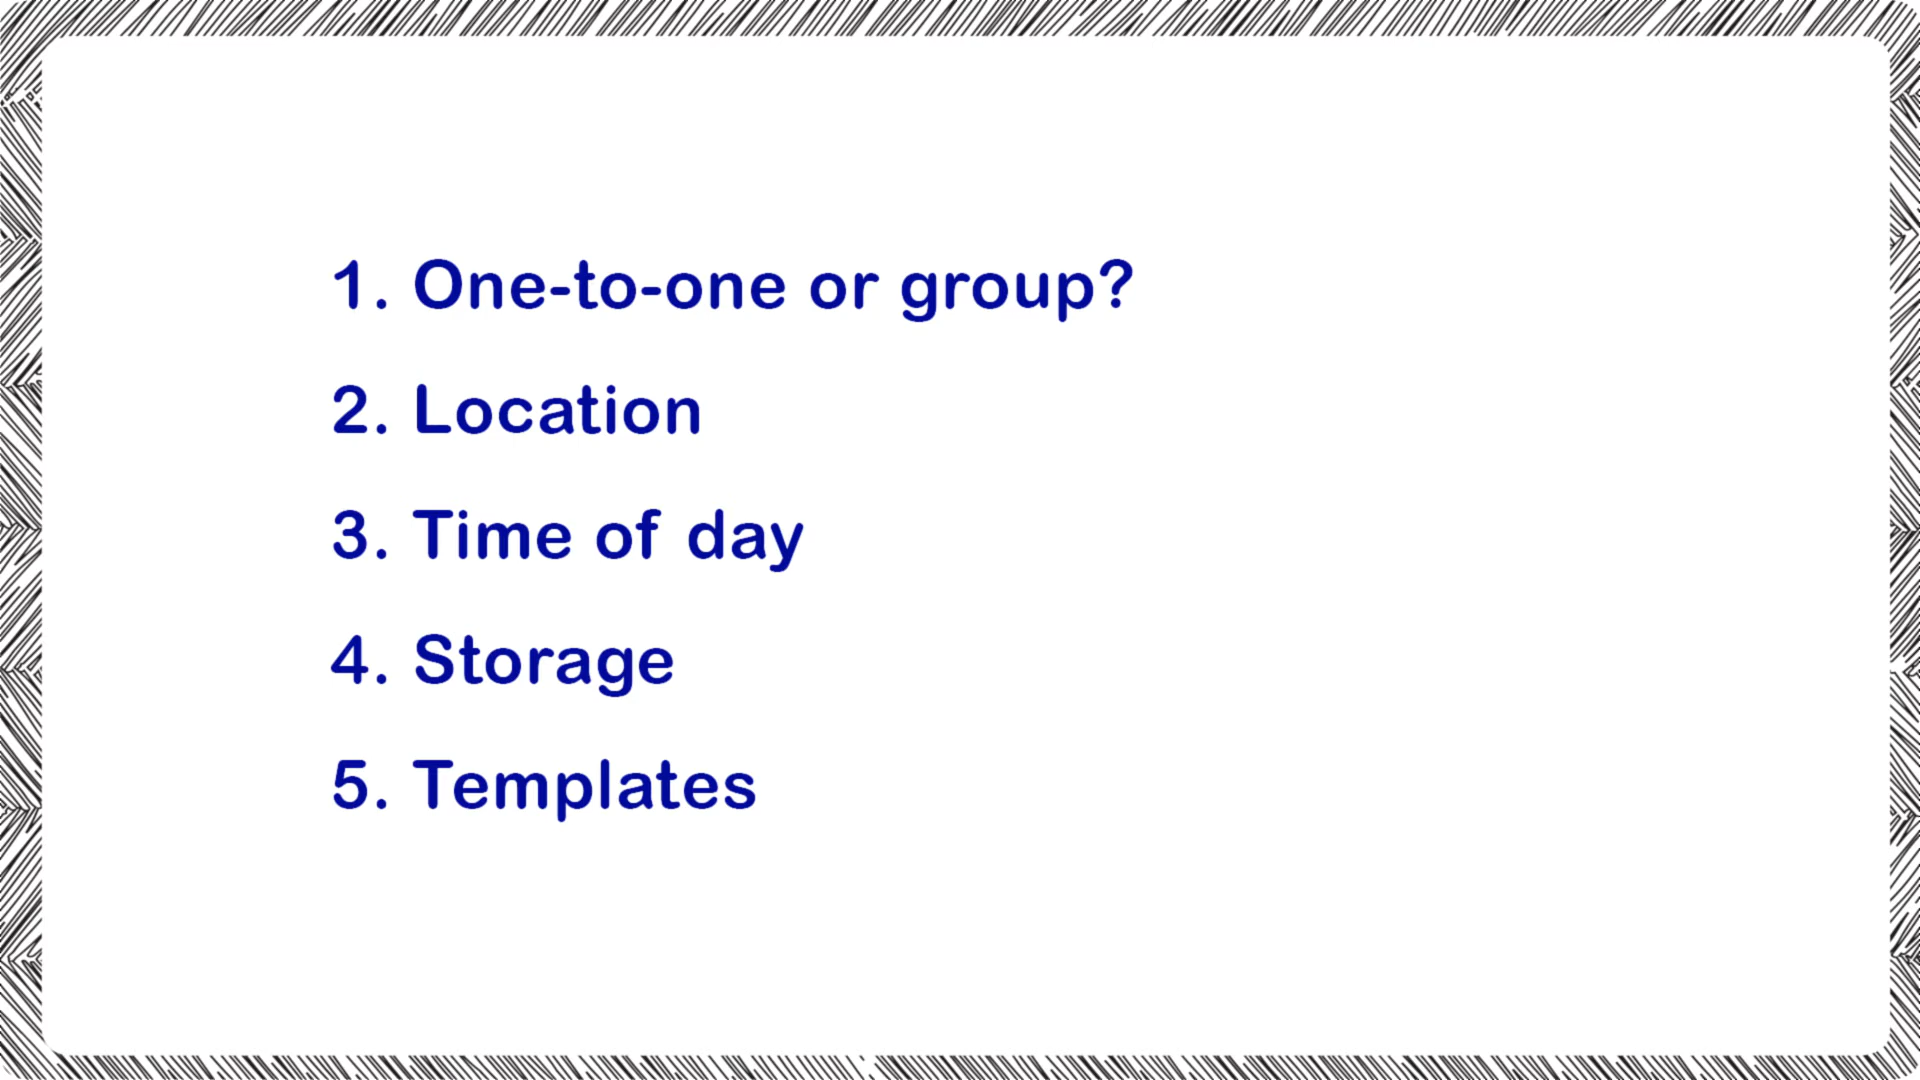 1. One-to-one or group?
2. Location
3. Time of day
4. Storage
5. Templates